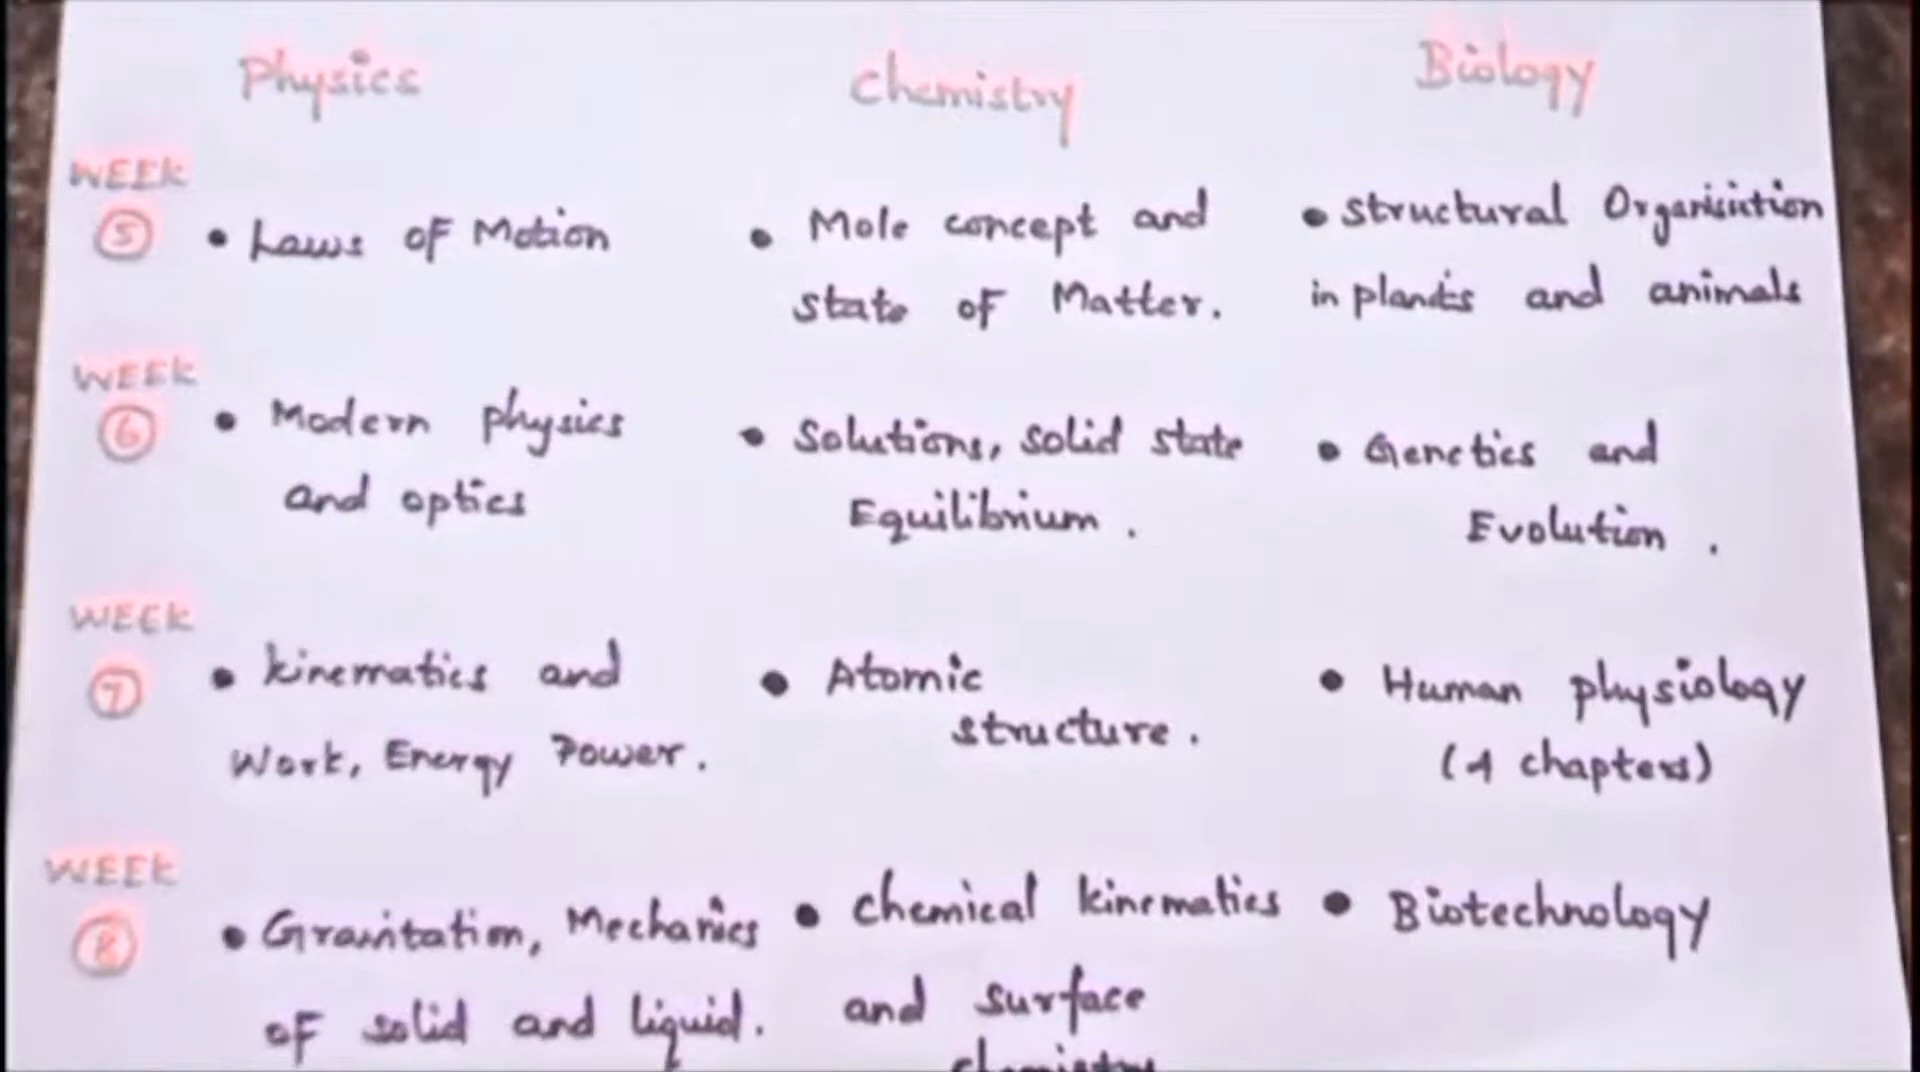 Physics Chemistry Biology
WEEK
5
• Laws of Motion
• Mole concept and
state of Matter.
• Structural Organisiation
in plants and animals
WEEK
6
• Modern physics
and optics
• Solutions, solid state
Equilibrium.
• Genetics and
Evolution.
WEEK
7
• kinematics and
Work, Energy Power.
• Atomic
structure.
• Human physiology
(4 chapters)
WEEK
8
• Gravitation, Mechanics
of solid and liquid.
• Chemical kinematics
and surface
chemistry
• Biotechnology